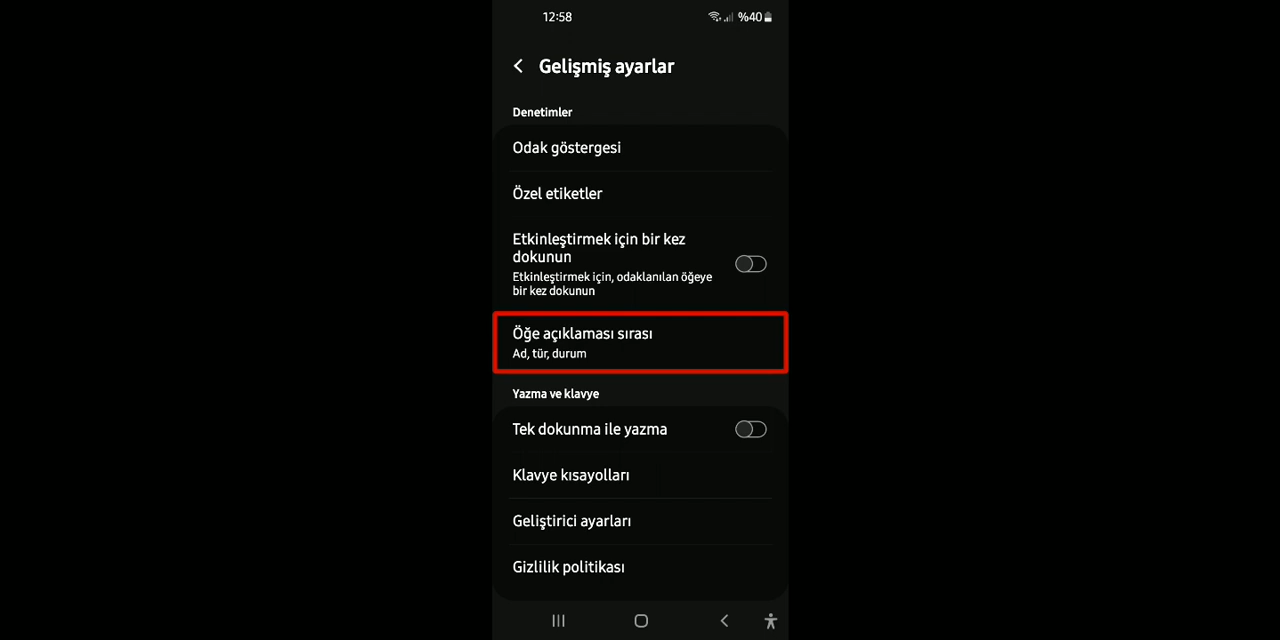 12:58
%40
Gelişmiş ayarlar
Denetimler
Odak göstergesi
Özel etiketler
Etkinleştirmek için bir kez
dokunun
Etkinleştirmek için, odaklanılan öğeye
bir kez dokunun
Öğe açıklaması sırası
Ad, tür, durum
Yazma ve klavye
Tek dokunma ile yazma
Klavye kısayolları
Geliştirici ayarları
Gizlilik politikası